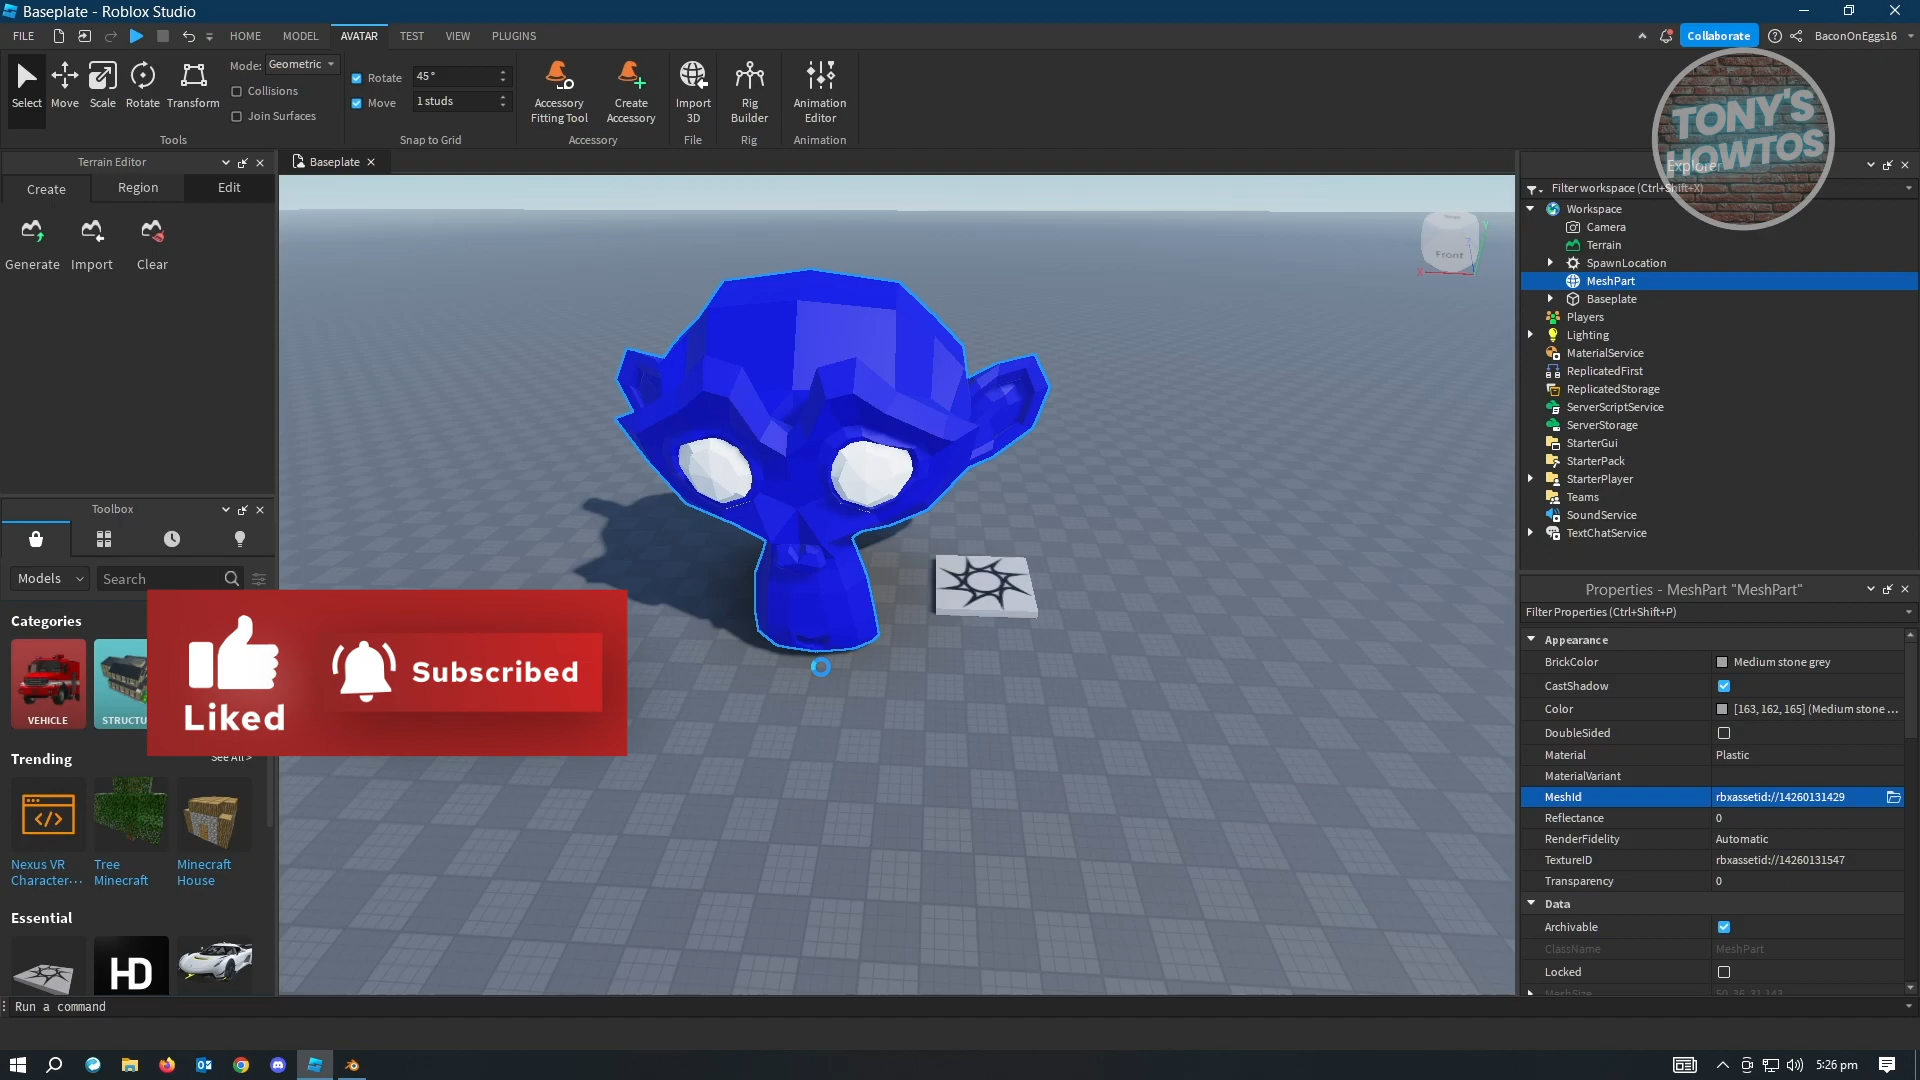 Baseplate - Roblox Studio
FILE
HOME
MODEL
AVATAR
TEST
VIEW
PLUGINS
Collaborate
BaconOnEggs16
Select
Move
Scale
Rotate
Transform
Mode:
Geometric
Collisions
Join Surfaces
Tools
Rotate
45°
Move
1 studs
Snap to Grid
Accessory
Fitting Tool
Create
Accessory
Accessory
Import
3D
File
Rig
Builder
Rig
Animation
Editor
Animation
TONY'S
HOWTOS
Terrain Editor
Create
Region
Edit
Generate
Import
Clear
Baseplate
Front
X
Y
Z
Explorer
Filter workspace (Ctrl+Shift+X)
Workspace
Camera
Terrain
SpawnLocation
MeshPart
Baseplate
Players
Lighting
MaterialService
ReplicatedFirst
ReplicatedStorage
ServerScriptService
ServerStorage
StarterGui
StarterPack
StarterPlayer
Teams
SoundService
TextChatService
Toolbox
Models
Search
Categories
VEHICLE
STRUCTU
Liked
Subscribed
Trending
See All >
Nexus VR
Character...
Tree
Minecraft
Minecraft
House
Essential
HD
Properties - MeshPart "MeshPart"
Filter Properties (Ctrl+Shift+P)
Appearance
BrickColor
Medium stone grey
CastShadow
Color
[163, 162, 165] (Medium stone ...
DoubleSided
Material
Plastic
MaterialVariant
MeshId
rbxassetid://14260131429
Reflectance
0
RenderFidelity
Automatic
TextureID
rbxassetid://14260131547
Transparency
0
Data
Archivable
ClassName
MeshPart
Locked
Run a command
5:26 pm